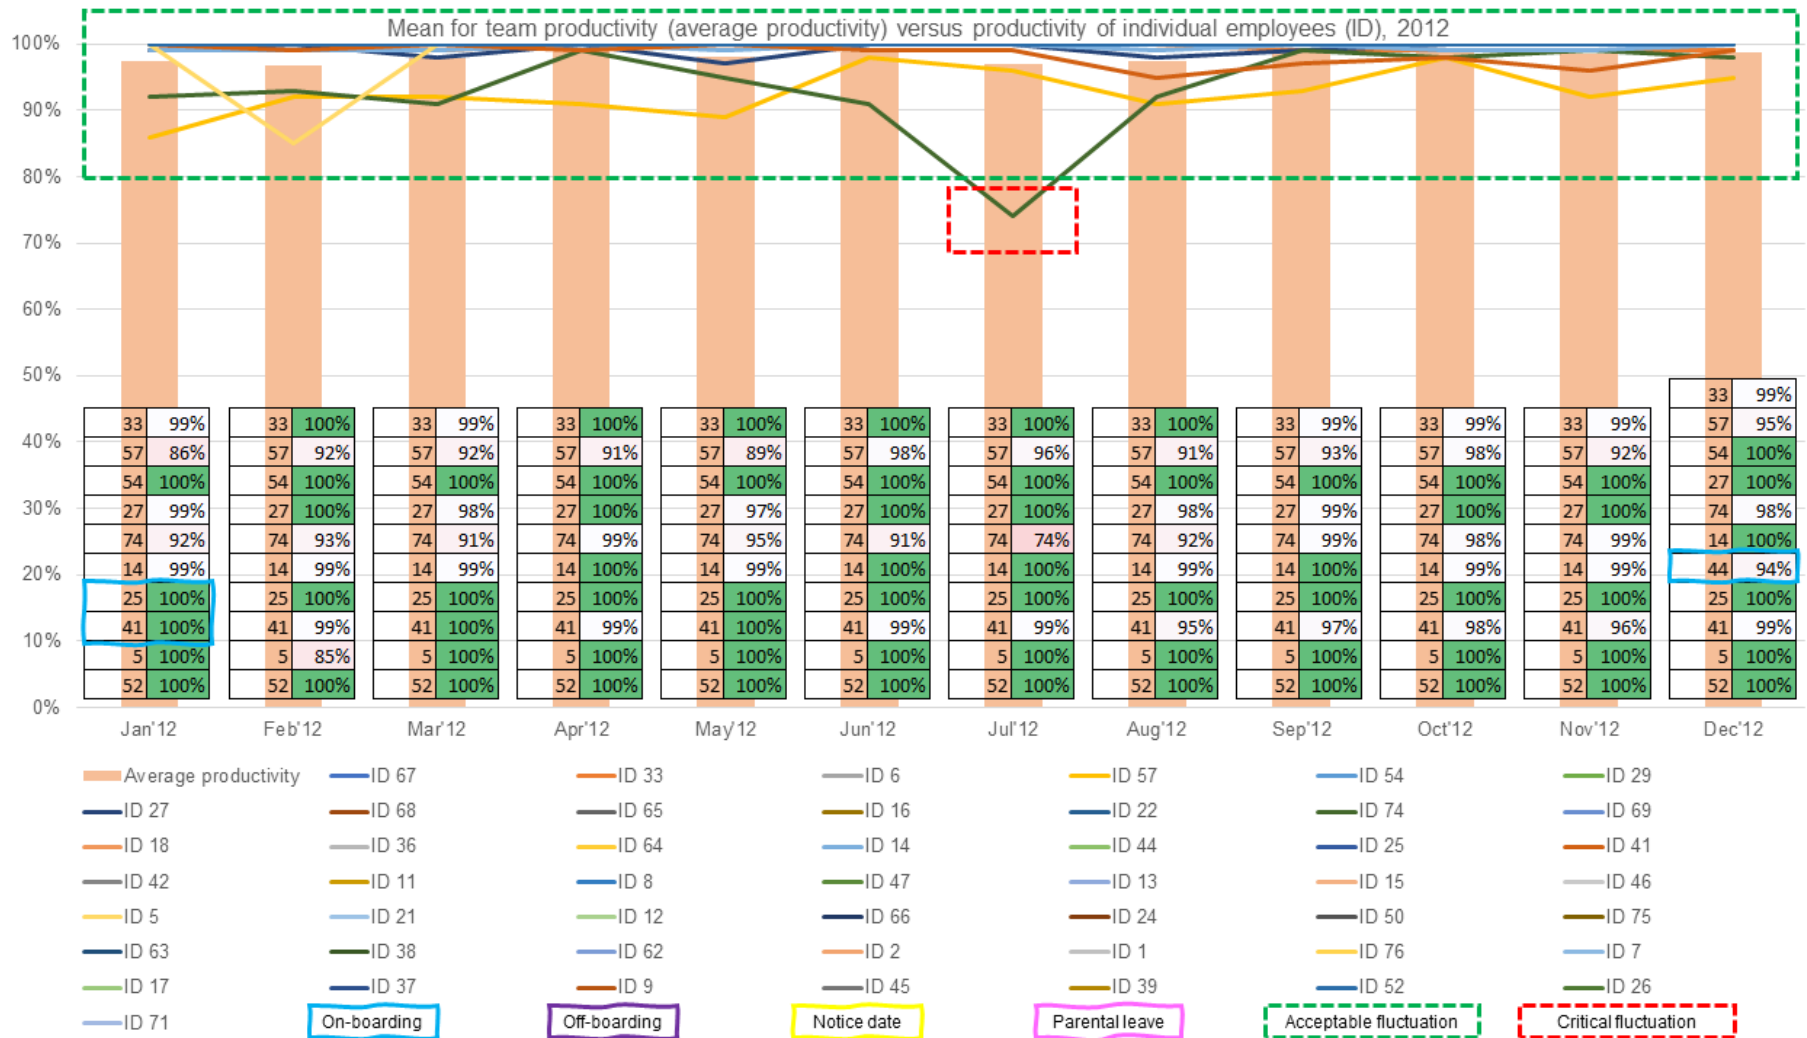 Mean for team productivity (average productivity) versus productivity of individual employees (ID), 2012
100%
90%
80%
70%
60%
50%
33 99%
33 99% 33 100% 33 99% 33 100% 33 100% 33 100% 33 100% 33 100% 33 99% 33 99% 33 99% 57 95%
40%
57 86% 57 92% 57 92% 57 91% 57 89% 57 98% 57 96% 57 91% 57 93% 57 98% 57 92% 54 100%
54 100% 54 100% 54 100% 54 100% 54 100% 54 100% 54 100% 54 100% 54 100% 54 100% 54 100% 27 100%
30%
27 99% 27 100% 27 98% 27 100% 27 97% 27 100% 27 100% 27 98% 27 99% 27 100% 27 100% 74 98%
74 92% 74 93% 74 91% 74 99% 74 95% 74 91% 74 74% 74 92% 74 99% 74 98% 74 99% 14 100%
20%
14 99% 14 99% 14 99% 14 100% 14 99% 14 100% 14 100% 14 99% 14 100% 14 99% 14 99% 44 94%
25 100% 25 100% 25 100% 25 100% 25 100% 25 100% 25 100% 25 100% 25 100% 25 100% 25 100% 25 100%
41 100% 41 99% 41 100% 41 99% 41 100% 41 99% 41 99% 41 95% 41 97% 41 98% 41 96% 41 99%
10%
5 100% 5 85% 5 100% 5 100% 5 100% 5 100% 5 100% 5 100% 5 100% 5 100% 5 100% 5 100%
52 100% 52 100% 52 100% 52 100% 52 100% 52 100% 52 100% 52 100% 52 100% 52 100% 52 100% 52 100%
0%
Jan'12 Feb'12 Mar'12 Apr'12 May'12 Jun'12 Jul'12 Aug'12 Sep'12 Oct'12 Nov'12 Dec'12
Average productivity ID 67 ID 33 ID 6 ID 57 ID 54 ID 29
ID 27 ID 68 ID 65 ID 16 ID 22 ID 74 ID 69
ID 18 ID 36 ID 64 ID 14 ID 44 ID 25 ID 41
ID 42 ID 11 ID 8 ID 47 ID 13 ID 15 ID 46
ID 5 ID 21 ID 12 ID 66 ID 24 ID 50 ID 75
ID 63 ID 38 ID 62 ID 2 ID 1 ID 76 ID 7
ID 17 ID 37 ID 9 ID 45 ID 39 ID 52 ID 26
ID 71 On-boarding Off-boarding Notice date Parental leave Acceptable fluctuation Critical fluctuation